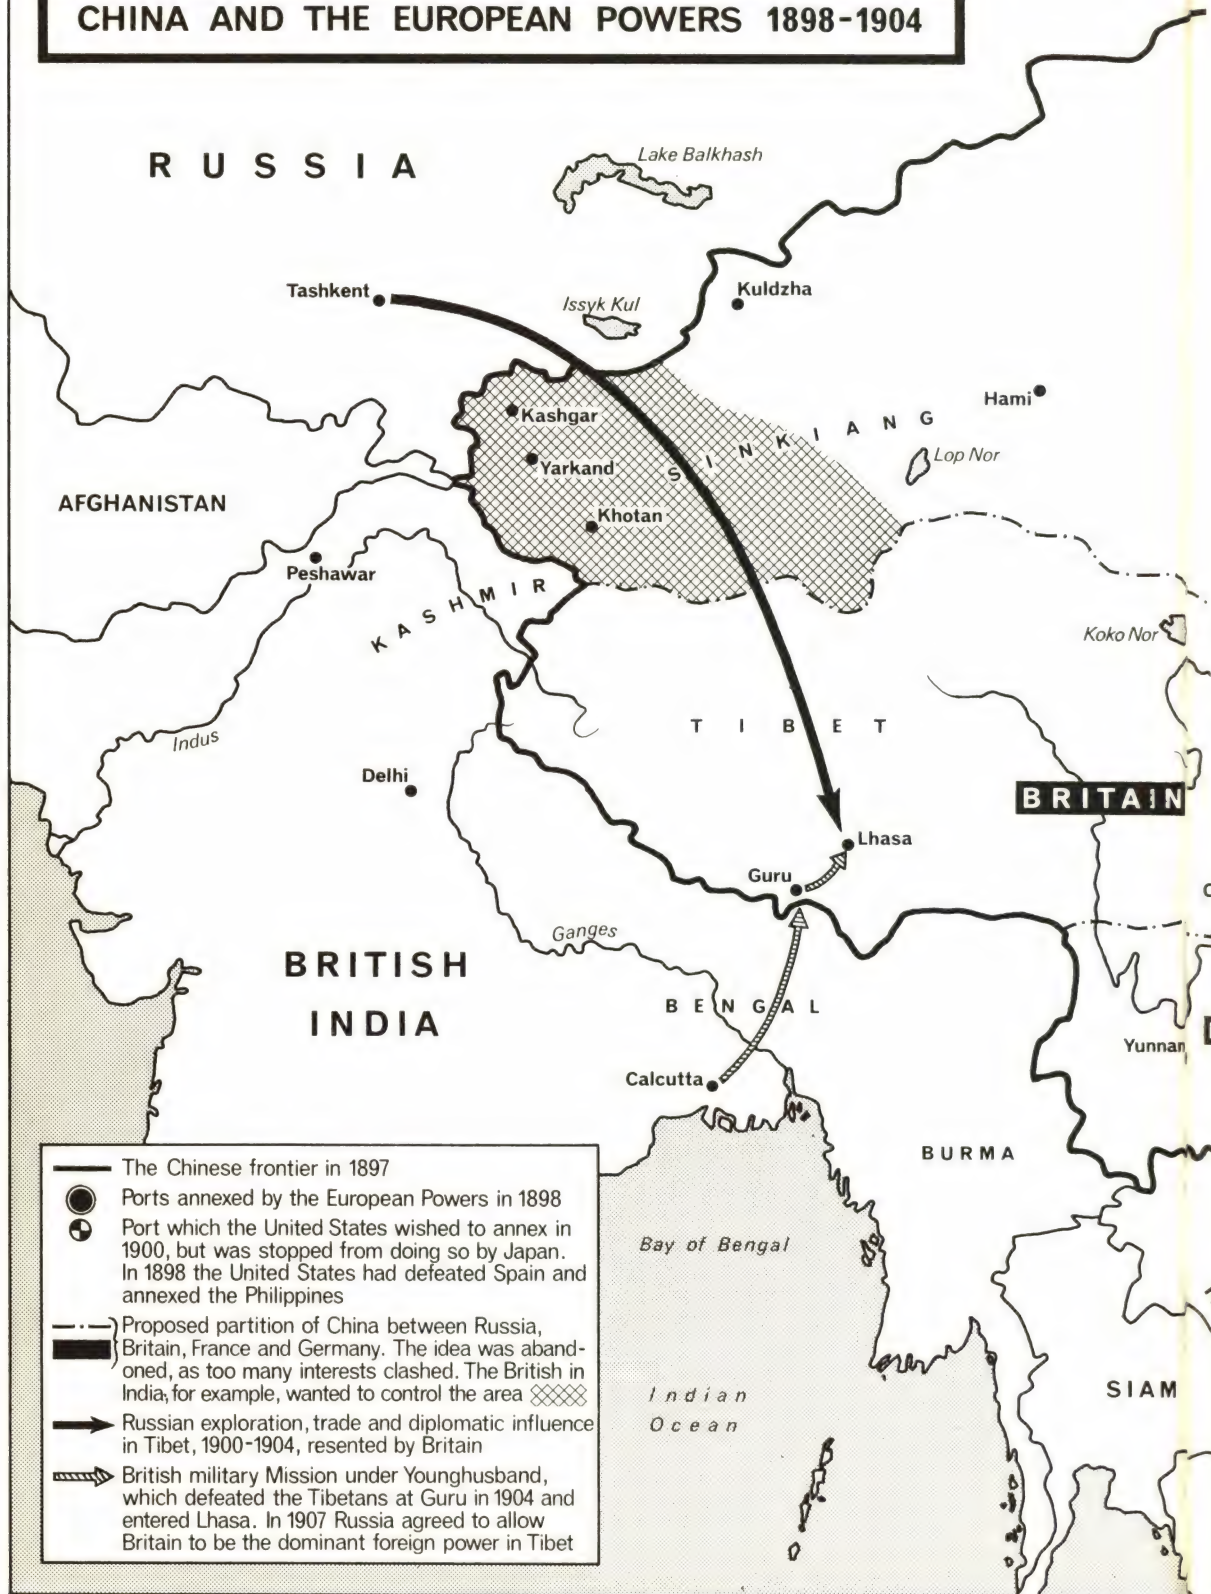 CHINA AND THE EUROPEAN POWERS 1898-1904
RUSSIA
Lake Balkhash
Tashkent
Issyk Kul
Kuldzha
Hami
Kashgar
SINKIANG
Lop Nor
Yarkand
AFGHANISTAN
Khotan
Peshawar
KASHMIR
Koko Nor
TIBET
Indus
Delhi
BRITAIN
Lhasa
Guru
Ganges
BRITISH
INDIA
BENGAL
Yunnan
Calcutta
BURMA
Bay of Bengal
Indian
Ocean
SIAM
The Chinese frontier in 1897
Ports annexed by the European Powers in 1898
Port which the United States wished to annex in
1900, but was stopped from doing so by Japan.
In 1898 the United States had defeated Spain and
annexed the Philippines
Proposed partition of China between Russia,
Britain, France and Germany. The idea was aband-
oned, as too many interests clashed. The British in
India, for example, wanted to control the area
Russian exploration, trade and diplomatic influence
in Tibet, 1900-1904, resented by Britain
British military Mission under Younghusband,
which defeated the Tibetans at Guru in 1904 and
entered Lhasa. In 1907 Russia agreed to allow
Britain to be the dominant foreign power in Tibet